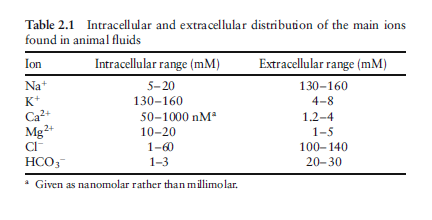 Table 2.1 Intracellular and extracellular distribution of the main ions
found in animal fluids
Ion Intracellular range (mM) Extracellular range (mM)
Na⁺ 5–20 130–160
K⁺ 130–160 4–8
Ca²⁺ 50–1000 nMᵃ 1.2–4
Mg²⁺ 10–20 1–5
Cl⁻ 1–60 100–140
HCO₃⁻ 1–3 20–30
ᵃ Given as nanomolar rather than millimolar.